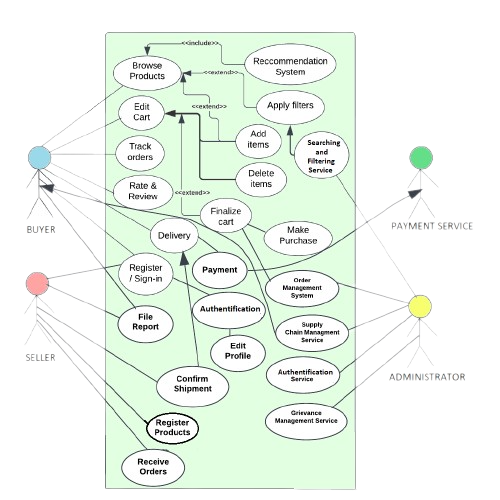 <<include>>
Reccommendation
System
Browse
Products
<<extend>>
Edit
Cart
<<extend>>
Apply filters
Add
items
Searching
and
Filtering
Service
Track
orders
Delete
items
Rate &
Review
<<extend>>
Finalize
cart
Make
Purchase
Delivery
BUYER
PAYMENT SERVICE
Register
/ Sign-in
Payment
Order
Management
System
File
Report
Authentification
Supply
Chain Managment
Service
Edit
Profile
SELLER
ADMINISTRATOR
Confirm
Shipment
Authentification
Service
Register
Products
Grievance
Management Service
Receive
Orders